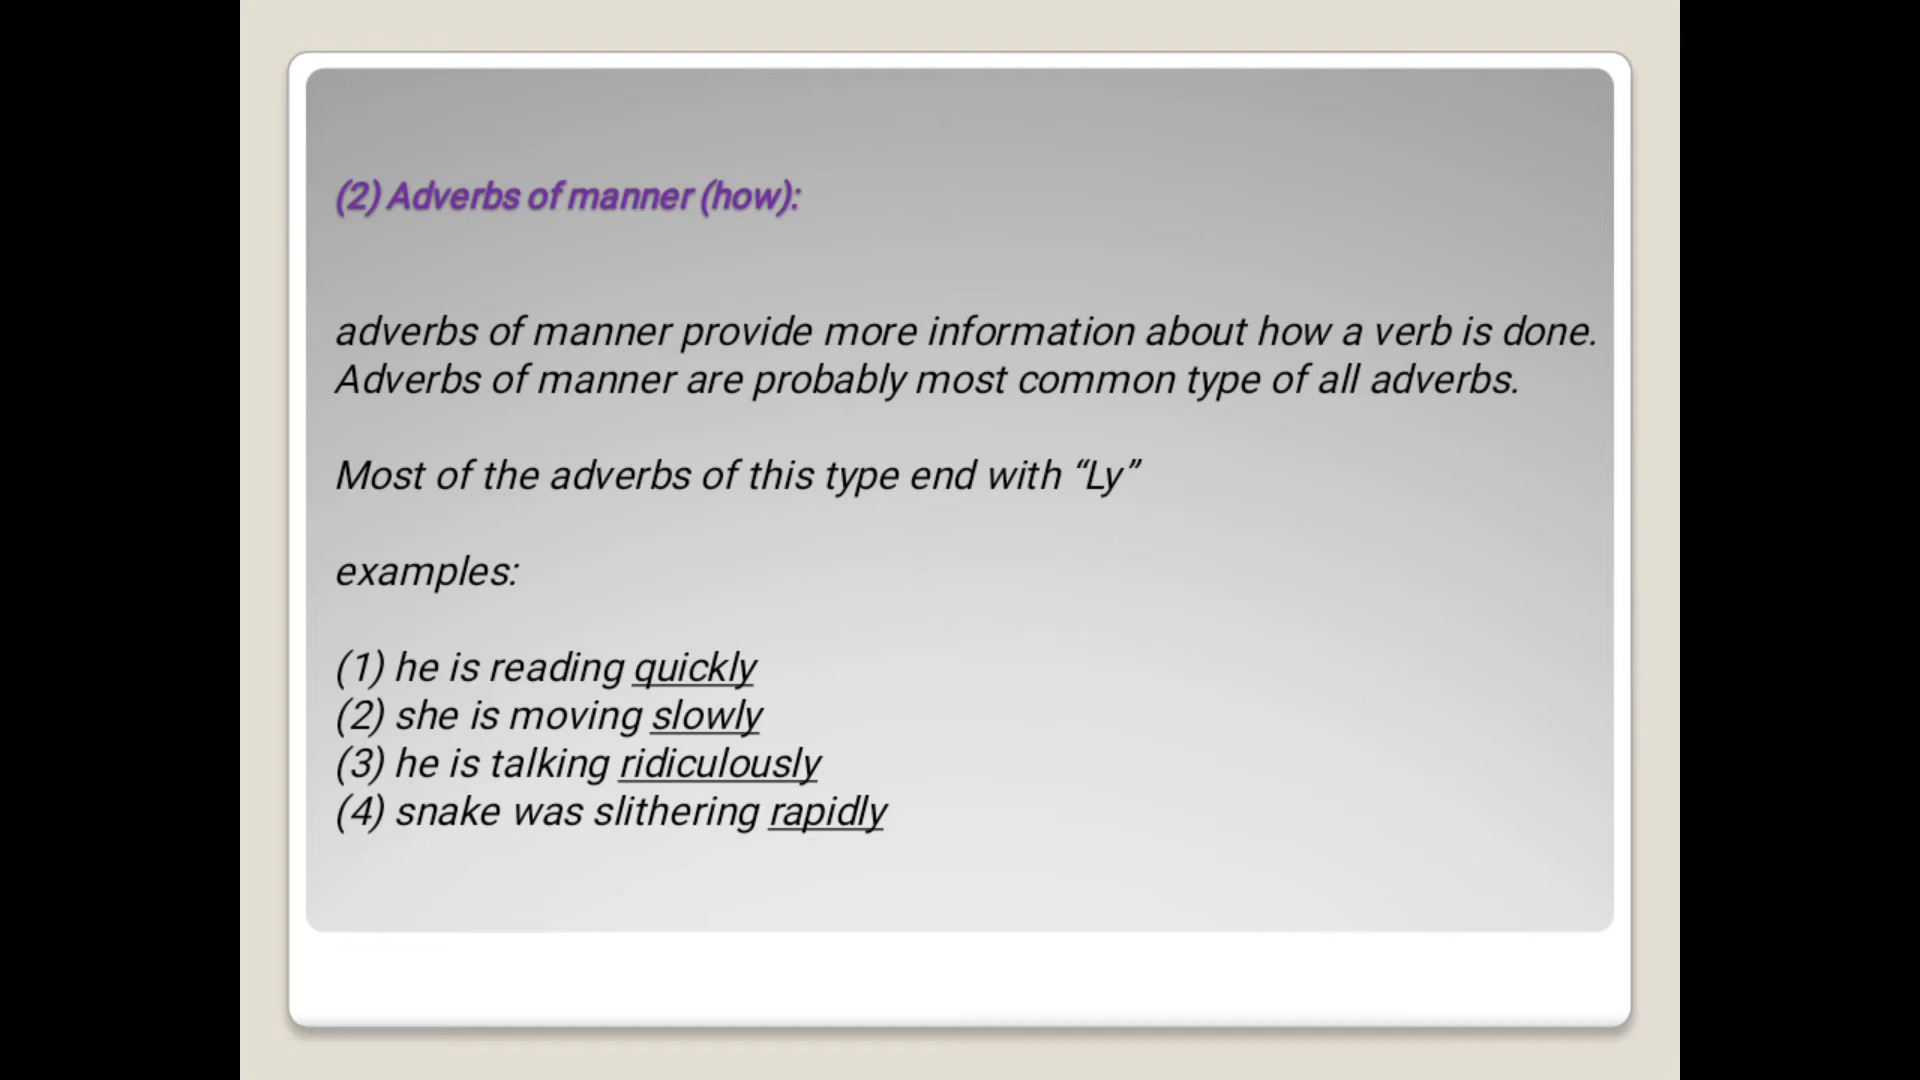 (2) Adverbs of manner (how):
adverbs of manner provide more information about how a verb is done.
Adverbs of manner are probably most common type of all adverbs.
Most of the adverbs of this type end with “Ly”
examples:
(1) he is reading quickly
(2) she is moving slowly
(3) he is talking ridiculously
(4) snake was slithering rapidly